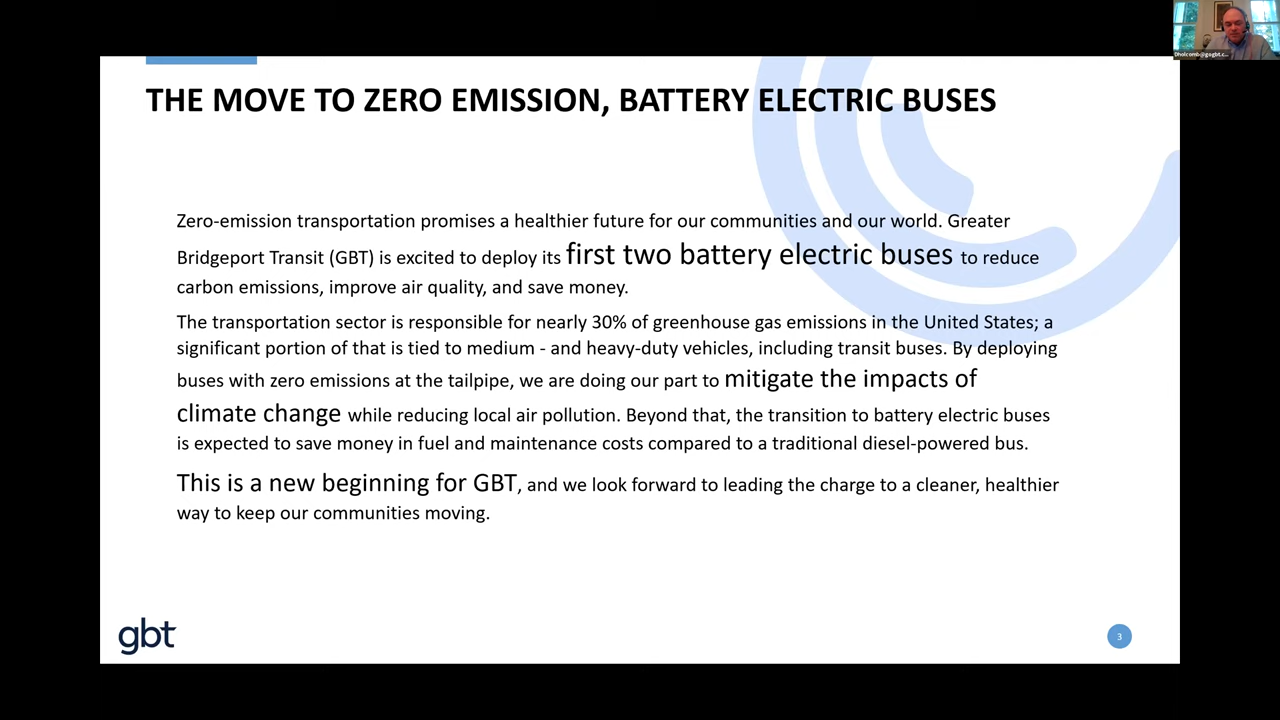 Dholcomb@gogbt.c...
THE MOVE TO ZERO EMISSION, BATTERY ELECTRIC BUSES
Zero-emission transportation promises a healthier future for our communities and our world. Greater
Bridgeport Transit (GBT) is excited to deploy its first two battery electric buses to reduce
carbon emissions, improve air quality, and save money.
The transportation sector is responsible for nearly 30% of greenhouse gas emissions in the United States; a
significant portion of that is tied to medium - and heavy-duty vehicles, including transit buses. By deploying
buses with zero emissions at the tailpipe, we are doing our part to mitigate the impacts of
climate change while reducing local air pollution. Beyond that, the transition to battery electric buses
is expected to save money in fuel and maintenance costs compared to a traditional diesel-powered bus.
This is a new beginning for GBT, and we look forward to leading the charge to a cleaner, healthier
way to keep our communities moving.
gbt
3